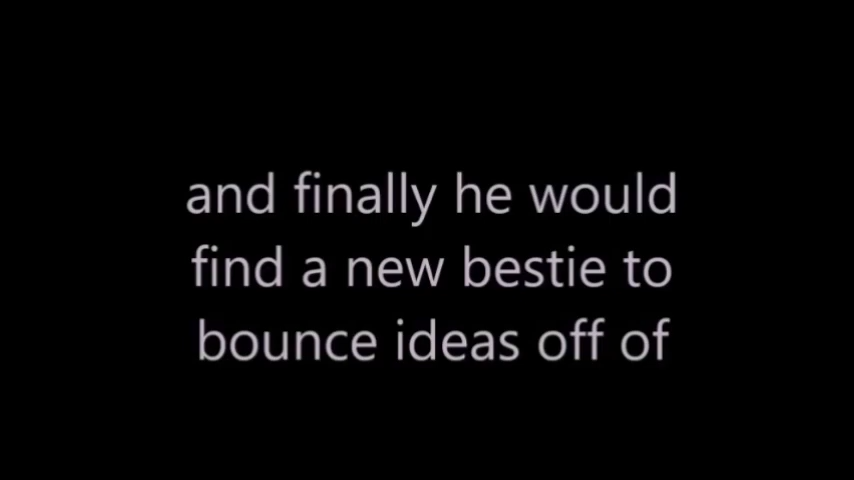 and finally he would
find a new bestie to
bounce ideas off of